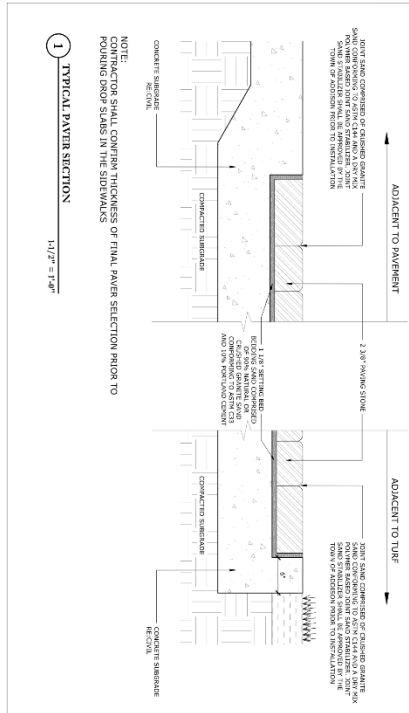 ADJACENT TO PAVEMENT
ADJACENT TO TURF
JOINT SAND COMPRISED OF CRUSHED GRANITE
SAND CONFORMING TO ASTM C144 AND A DRY MIX
POLYMER BASED JOINT SAND STABILIZER. JOINT
SAND STABILIZER SHALL BE APPROVED BY THE
TOWN OF ADDISON PRIOR TO INSTALLATION
2 3/8" PAVING STONE
JOINT SAND COMPRISED OF CRUSHED GRANITE
SAND CONFORMING TO ASTM C144 AND A DRY MIX
POLYMER BASED JOINT SAND STABILIZER. JOINT
SAND STABILIZER SHALL BE APPROVED BY THE
TOWN OF ADDISON PRIOR TO INSTALLATION
6"
1 1/8" SETTING BED
BEDDING SAND COMPRISED
OF 90% NATURAL OR
CRUSHED GRANITE SAND
CONFORMING TO ASTM C33
AND 10% PORTLAND CEMENT
COMPACTED SUBGRADE
COMPACTED SUBGRADE
CONCRETE SUBGRADE
RE:CIVIL
CONCRETE SUBGRADE
RE:CIVIL
NOTE:
CONTRACTOR SHALL CONFIRM THICKNESS OF FINAL PAVER SELECTION PRIOR TO
POURING DROP SLABS IN THE SIDEWALKS
1 TYPICAL PAVER SECTION
1-1/2" = 1'-0"